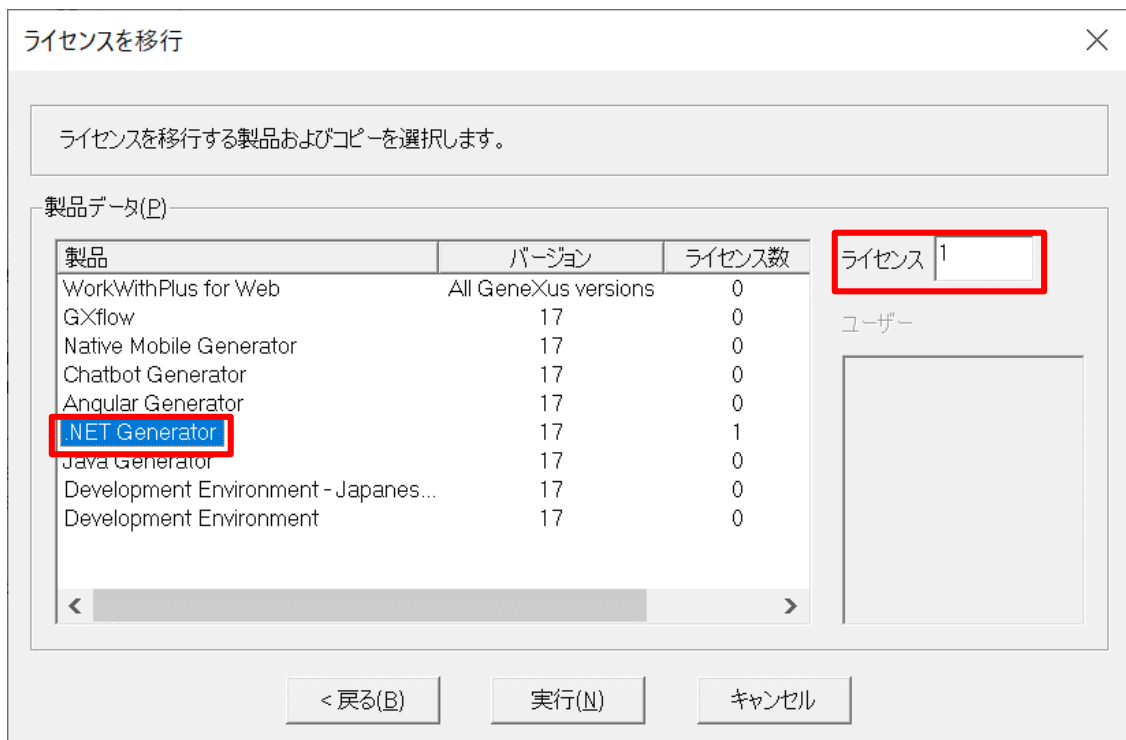 ライセンスを移行
ライセンスを移行する製品およびコピーを選択します。
製品データ(P)
製品 バージョン ライセンス数
WorkWithPlus for Web All GeneXus versions 0
GXflow 17 0
Native Mobile Generator 17 0
Chatbot Generator 17 0
Angular Generator 17 0
.NET Generator 17 1
Java Generator 17 0
Development Environment - Japanes... 17 0
Development Environment 17 0
ライセンス 1
ユーザー
< 戻る(B) 実行(N) キャンセル